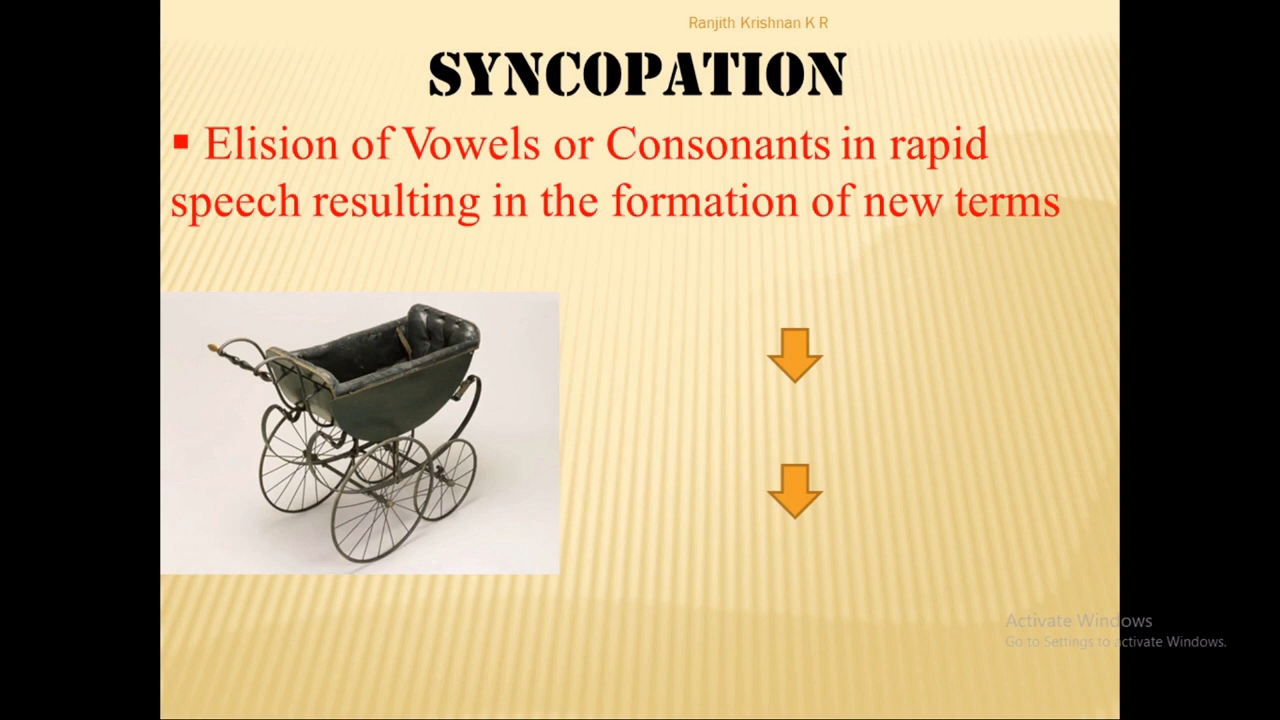 Ranjith Krishnan K R
SYNCOPATION
▪ Elision of Vowels or Consonants in rapid
speech resulting in the formation of new terms
Activate Windows
Go to Settings to activate Windows.